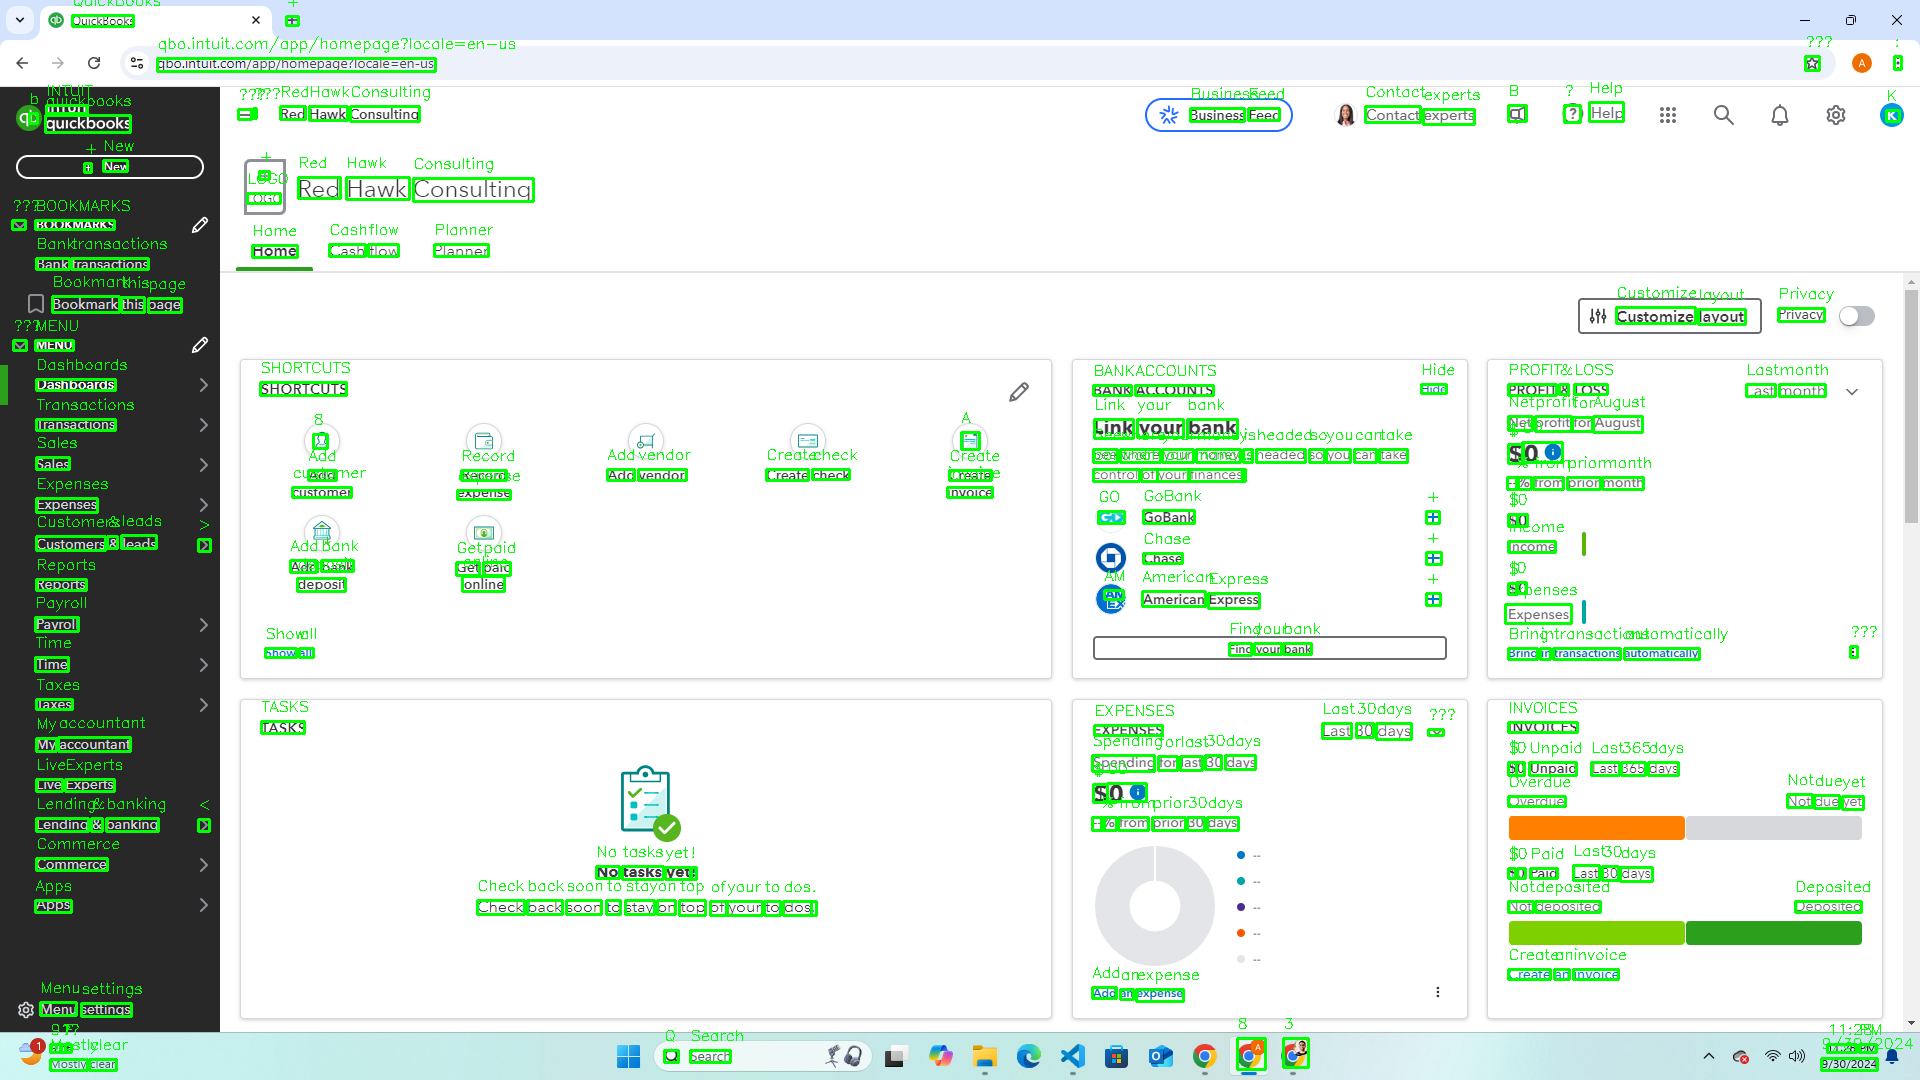 QuickBooks
qbo.intuit.com/app/homepage?locale=en-us
INTUIT quickbooks
Red Hawk Consulting
Business Feed
Contact experts
Help
K
New
LOGO
Red Hawk Consulting
Home Cash flow Planner
BOOKMARKS
Bank transactions
Bookmark this page
MENU
Dashboards
Transactions
Sales
Expenses
Customers & leads
Reports
Payroll
Time
Taxes
My accountant
Live Experts
Lending & banking
Commerce
Apps
Menu settings
Customize layout
Privacy
SHORTCUTS
Add customer
Record expense
Add vendor
Create check
Create invoice
Add bank deposit
Get paid online
Show all
BANK ACCOUNTS
Hide
Link your bank
See where your money is headed so you can take
control of your finances
GoBank
Chase
American Express
Find your bank
PROFIT & LOSS
Last month
Net profit for August
$0
--% from prior month
$0
Income
$0
Expenses
Bring in transactions automatically
TASKS
No tasks yet!
Check back soon to stay on top of your to dos!
EXPENSES
Last 30 days
Spending for last 30 days
$0
--% from prior 30 days
--
--
--
--
--
Add an expense
INVOICES
$0 Unpaid Last 365 days
Overdue
Not due yet
$0 Paid Last 30 days
Not deposited
Deposited
Create an invoice
Mostly clear
Search
11:28 PM
9/30/2024